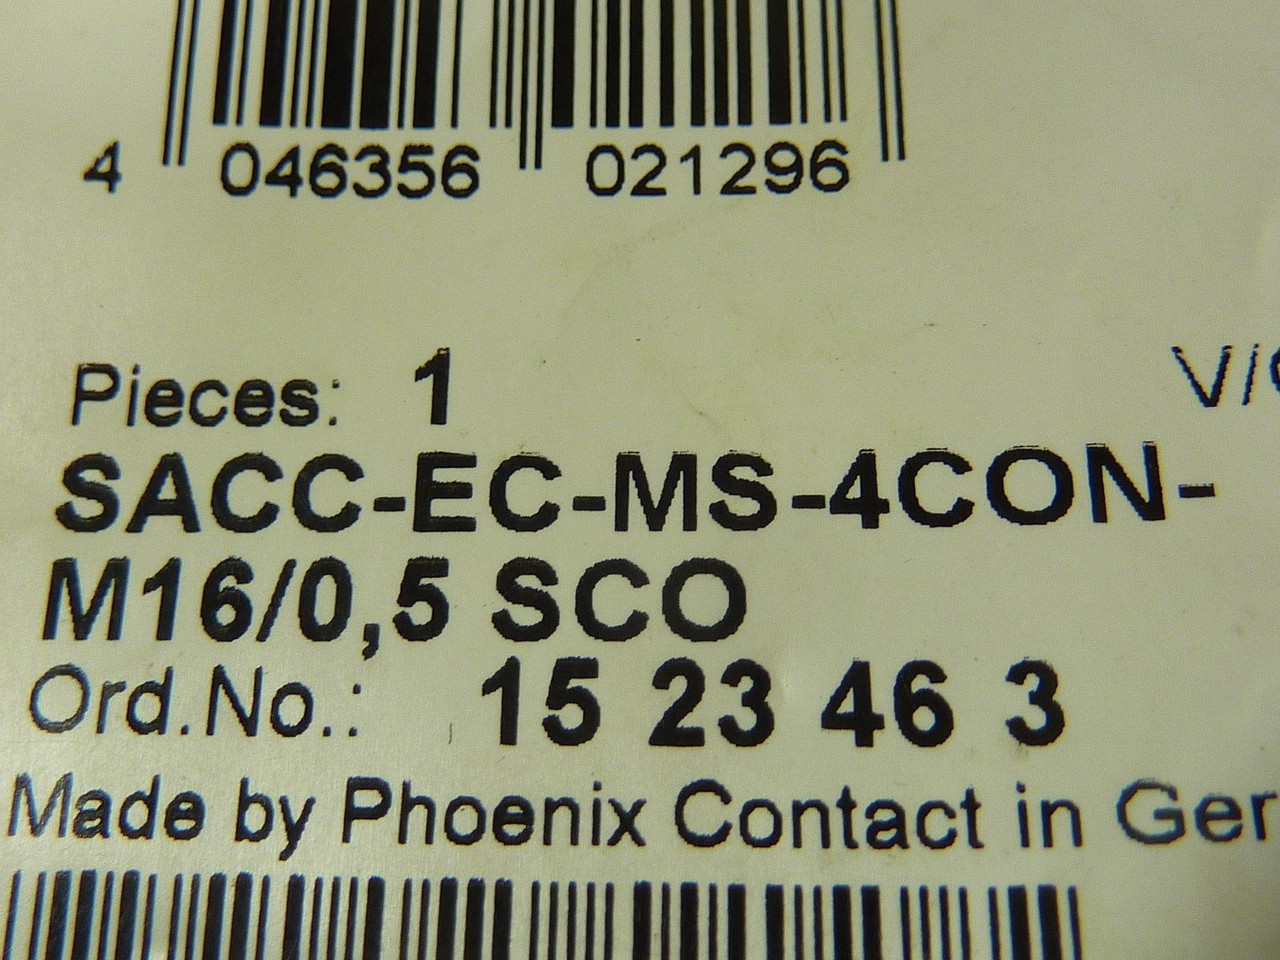 4 046356 021296
Pieces: 1
SACC-EC-MS-4CON-
M16/0,5 SCO
Ord.No.: 15 23 46 3
Made by Phoenix Contact in Ger